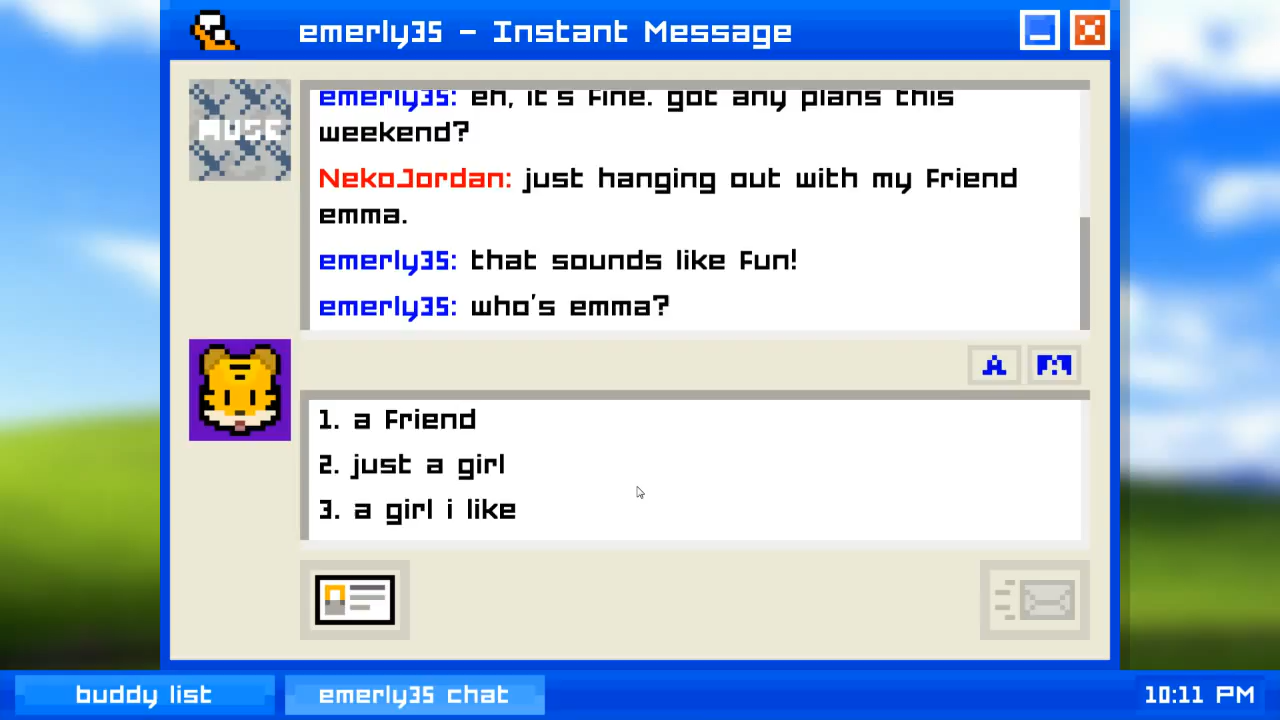 emerly35 - Instant Message
MUSE
emerly35: eh, it's fine. got any plans this
weekend?
NekoJordan: just hanging out with my friend
emma.
emerly35: that sounds like fun!
emerly35: who's emma?
A
1. a friend
2. just a girl
3. a girl i like
buddy list
emerly35 chat
10:11 PM